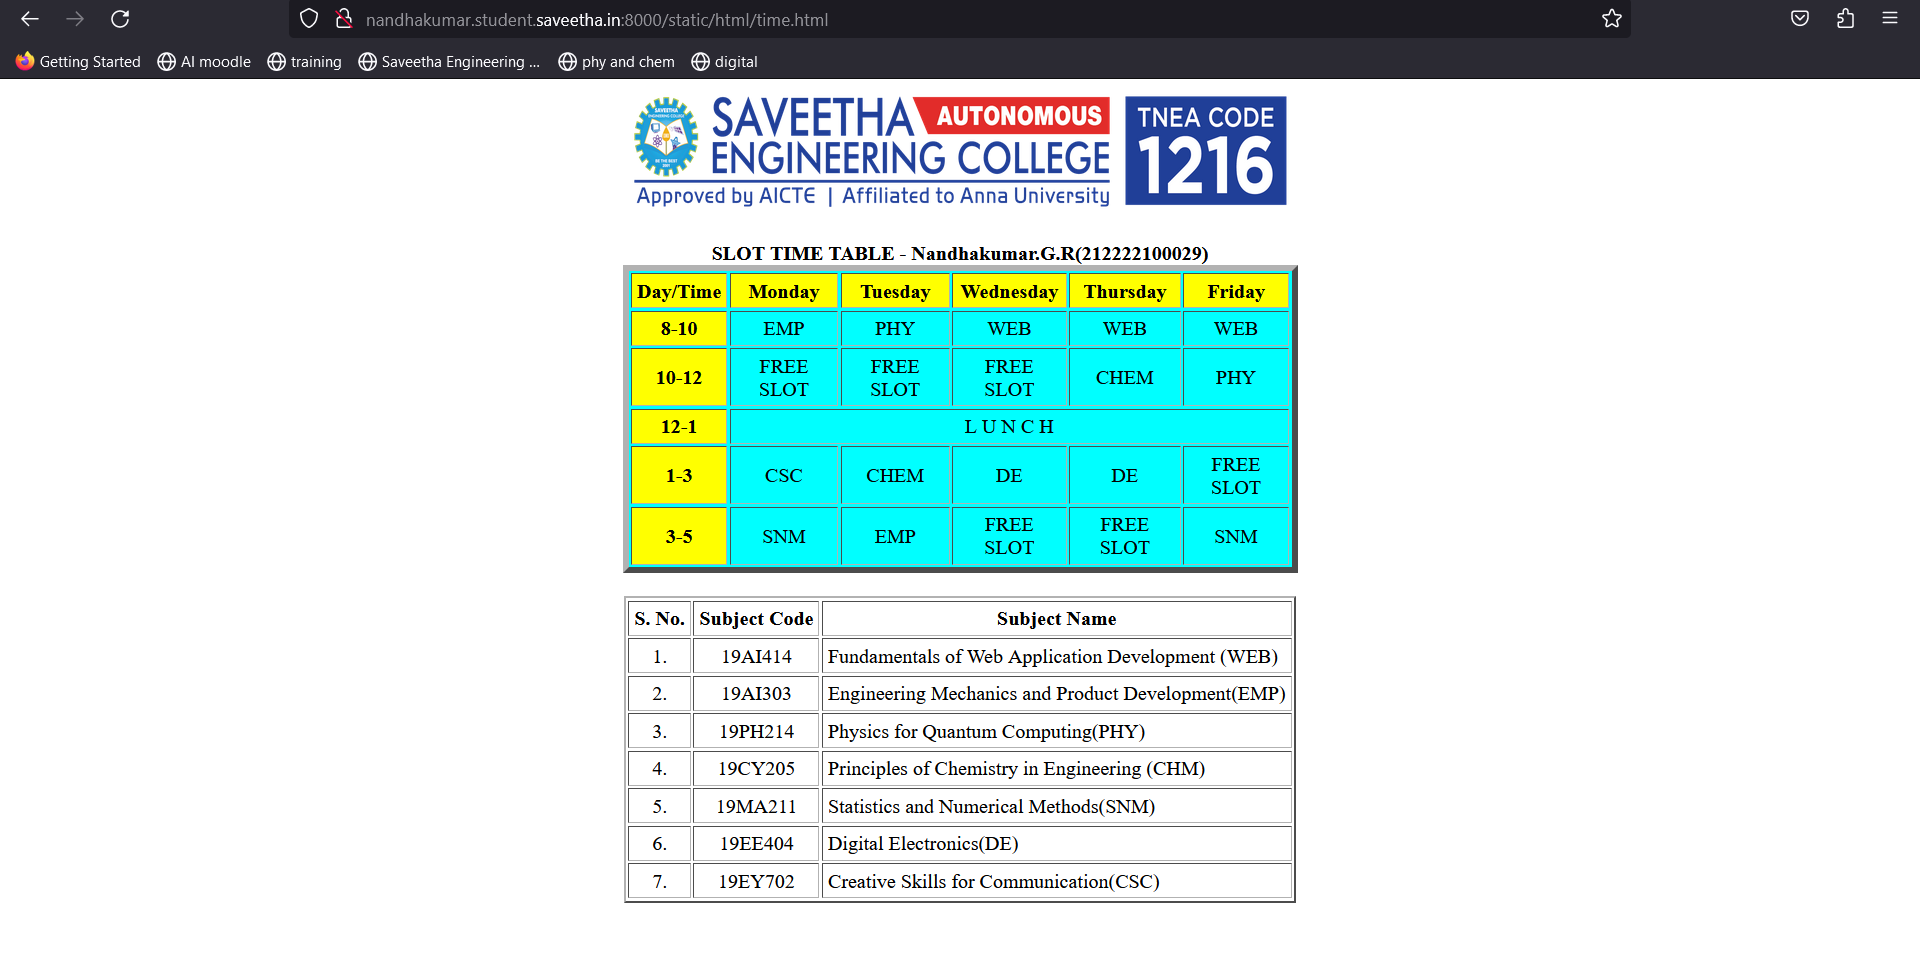 nandhakumar.student.saveetha.in:8000/static/html/time.html
Getting Started AI moodle training Saveetha Engineering ... phy and chem digital
SAVEETHA AUTONOMOUS
ENGINEERING COLLEGE
Approved by AICTE | Affiliated to Anna University
TNEA CODE
1216
SAVEETHA
ENGINEERING COLLEGE
BE THE BEST
SLOT TIME TABLE - Nandhakumar.G.R(212222100029)
Day/Time Monday Tuesday Wednesday Thursday Friday
8-10 EMP PHY WEB WEB WEB
10-12 FREE SLOT FREE SLOT FREE SLOT CHEM PHY
12-1 L U N C H
1-3 CSC CHEM DE DE FREE SLOT
3-5 SNM EMP FREE SLOT FREE SLOT SNM
S. No. Subject Code Subject Name
1. 19AI414 Fundamentals of Web Application Development (WEB)
2. 19AI303 Engineering Mechanics and Product Development(EMP)
3. 19PH214 Physics for Quantum Computing(PHY)
4. 19CY205 Principles of Chemistry in Engineering (CHM)
5. 19MA211 Statistics and Numerical Methods(SNM)
6. 19EE404 Digital Electronics(DE)
7. 19EY702 Creative Skills for Communication(CSC)